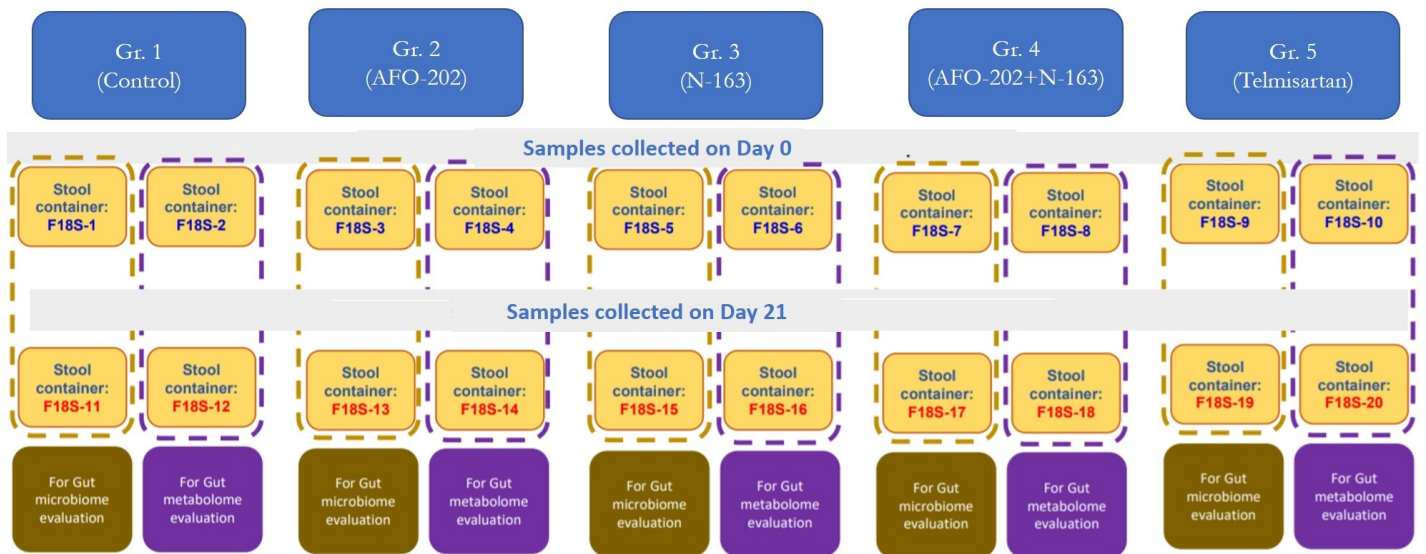 Gr. 1
(Control)
Gr. 2
(AFO-202)
Gr. 3
(N-163)
Gr. 4
(AFO-202+N-163)
Gr. 5
(Telmisartan)
Samples collected on Day 0
Stool
container:
F18S-1
Stool
container:
F18S-2
Stool
container:
F18S-3
Stool
container:
F18S-4
Stool
container:
F18S-5
Stool
container:
F18S-6
Stool
container:
F18S-7
Stool
container:
F18S-8
Stool
container:
F18S-9
Stool
container:
F18S-10
Samples collected on Day 21
Stool
container:
F18S-11
Stool
container:
F18S-12
Stool
container:
F18S-13
Stool
container:
F18S-14
Stool
container:
F18S-15
Stool
container:
F18S-16
Stool
container:
F18S-17
Stool
container:
F18S-18
Stool
container:
F18S-19
Stool
container:
F18S-20
For Gut
microbiome
evaluation
For Gut
metabolome
evaluation
For Gut
microbiome
evaluation
For Gut
metabolome
evaluation
For Gut
microbiome
evaluation
For Gut
metabolome
evaluation
For Gut
microbiome
evaluation
For Gut
metabolome
evaluation
For Gut
microbiome
evaluation
For Gut
metabolome
evaluation